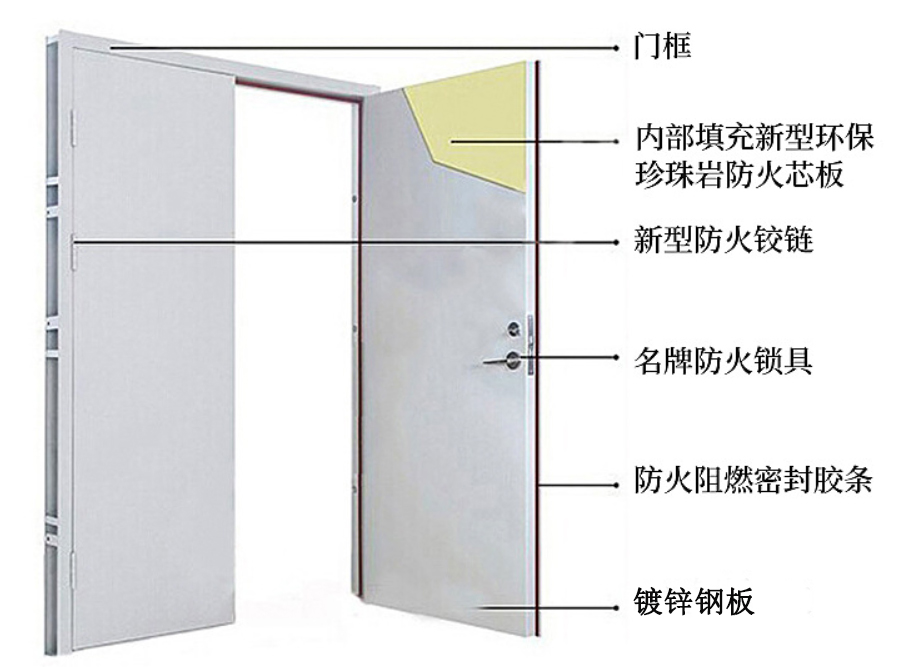 门框
内部填充新型环保
珍珠岩防火芯板
新型防火铰链
名牌防火锁具
防火阻燃密封胶条
镀锌钢板